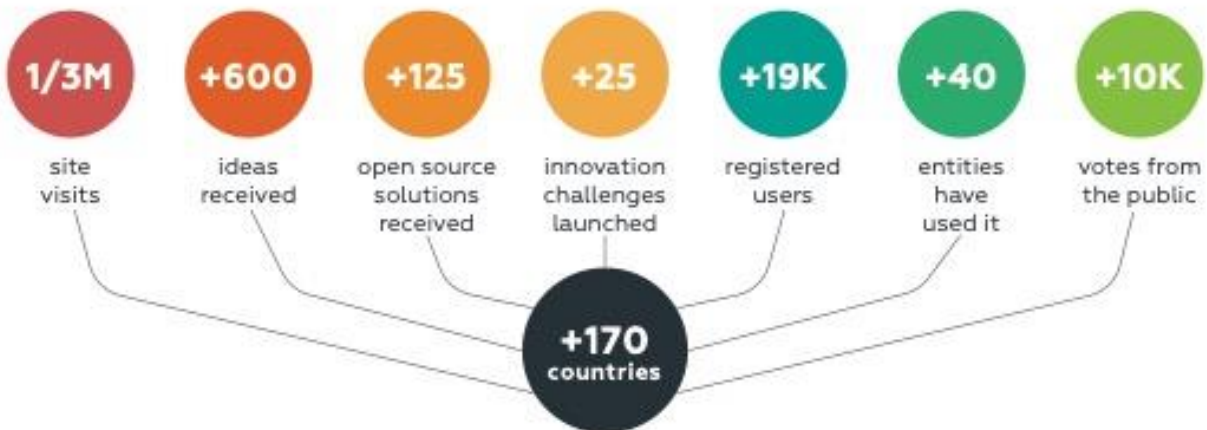 1/3M
site
visits
+600
ideas
received
+125
open source
solutions
received
+25
innovation
challenges
launched
+19K
registered
users
+40
entities
have
used it
+10K
votes from
the public
+170
countries